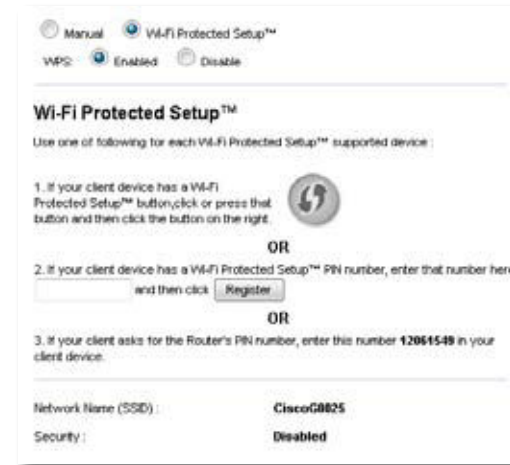 Manual Wi-Fi Protected Setup™
WPS: Enabled Disable
Wi-Fi Protected Setup™
Use one of following for each Wi-Fi Protected Setup™ supported device :
1. If your client device has a Wi-Fi
Protected Setup™ button,click or press that
button and then click the button on the right.
OR
2. If your client device has a Wi-Fi Protected Setup™ PIN number, enter that number here
and then click Register
OR
3. If your client asks for the Router's PIN number, enter this number 12061549 in your
client device.
Network Name (SSID) : CiscoG0025
Security : Disabled